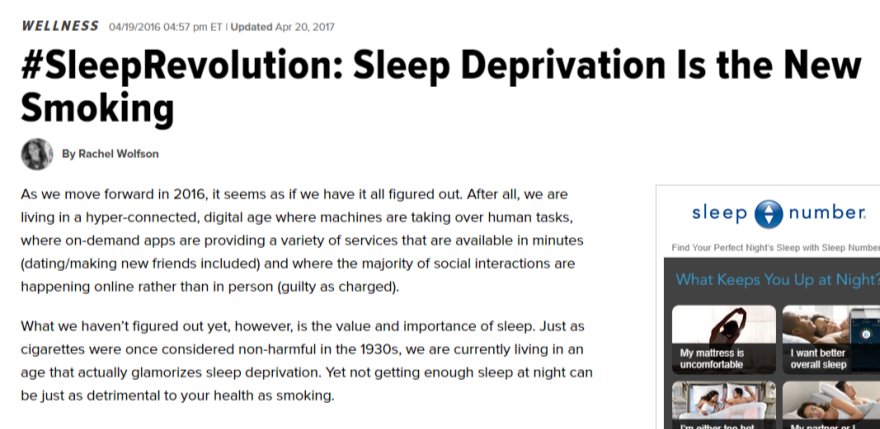 WELLNESS 04/19/2016 04:57 pm ET | Updated Apr 20, 2017
#SleepRevolution: Sleep Deprivation Is the New
Smoking
By Rachel Wolfson
As we move forward in 2016, it seems as if we have it all figured out. After all, we are
living in a hyper-connected, digital age where machines are taking over human tasks,
where on-demand apps are providing a variety of services that are available in minutes
(dating/making new friends included) and where the majority of social interactions are
happening online rather than in person (guilty as charged).
What we haven't figured out yet, however, is the value and importance of sleep. Just as
cigarettes were once considered non-harmful in the 1930s, we are currently living in an
age that actually glamorizes sleep deprivation. Yet not getting enough sleep at night can
be just as detrimental to your health as smoking.
sleep number.
Find Your Perfect Night's Sleep with Sleep Number
What Keeps You Up at Night?
My mattress is
uncomfortable
I want better
overall sleep
I'm either too hot
My partner or I